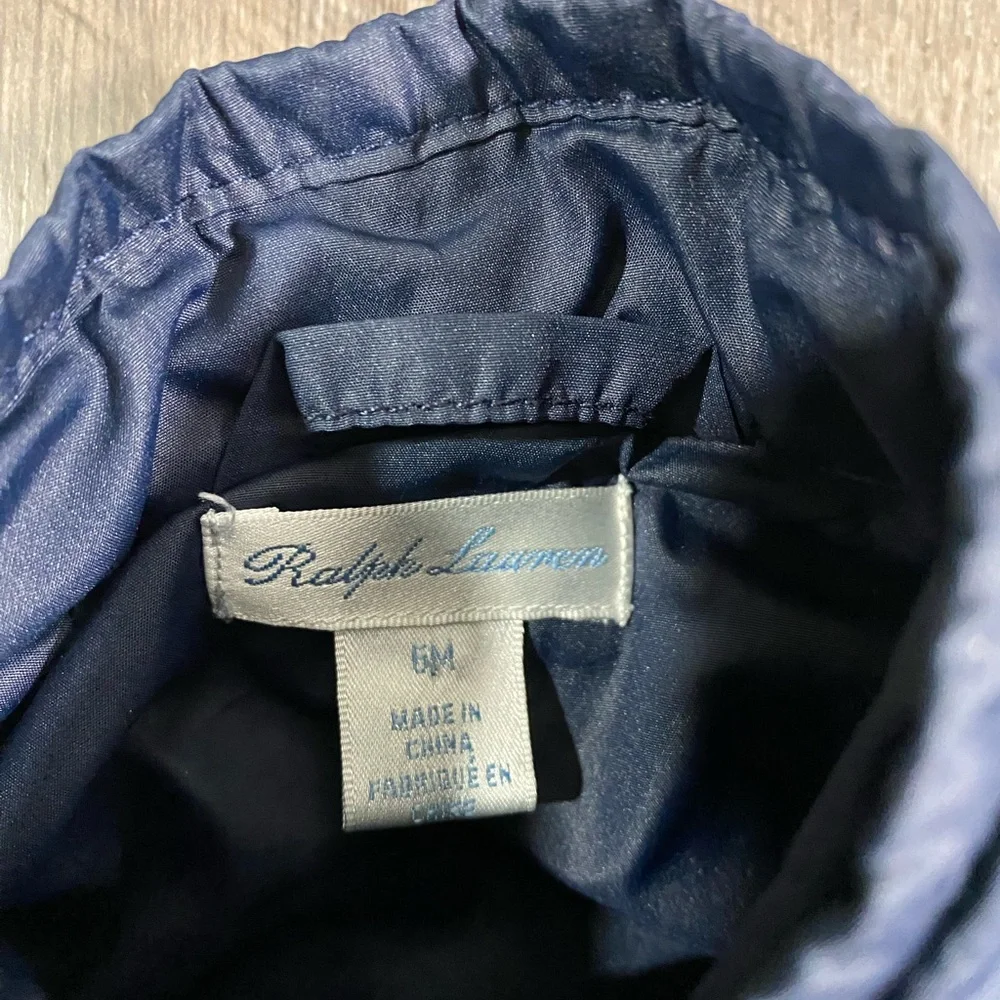 Ralph Lauren
6M
MADE IN
CHINA
FABRIQUÉ EN
CHINE